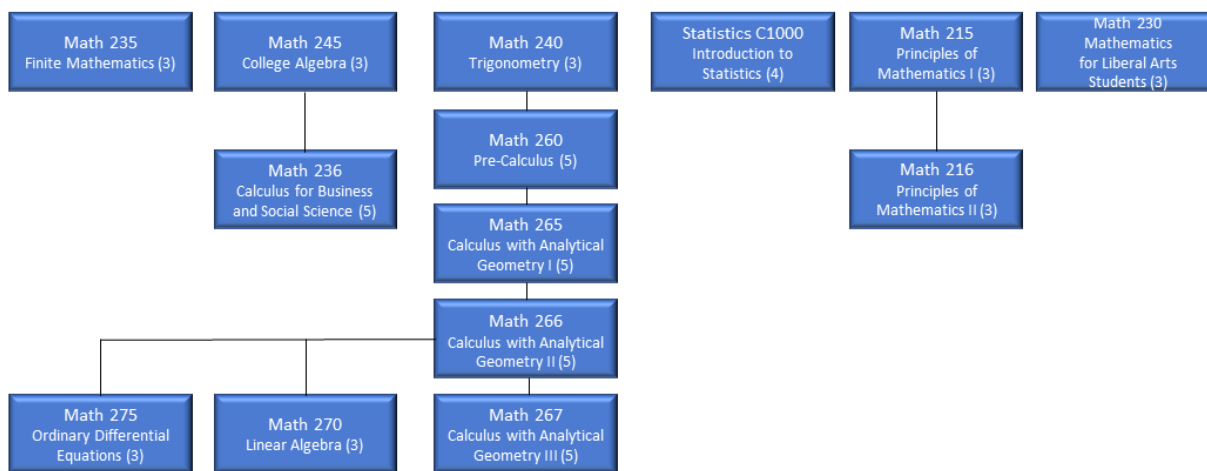 Math 235
Finite Mathematics (3)
Math 245
College Algebra (3)
Math 240
Trigonometry (3)
Statistics C1000
Introduction to
Statistics (4)
Math 215
Principles of
Mathematics I (3)
Math 230
Mathematics
for Liberal Arts
Students (3)
Math 260
Pre-Calculus (5)
Math 236
Calculus for Business
and Social Science (5)
Math 216
Principles of
Mathematics II (3)
Math 265
Calculus with Analytical
Geometry I (5)
Math 266
Calculus with Analytical
Geometry II (5)
Math 275
Ordinary Differential
Equations (3)
Math 270
Linear Algebra (3)
Math 267
Calculus with Analytical
Geometry III (5)